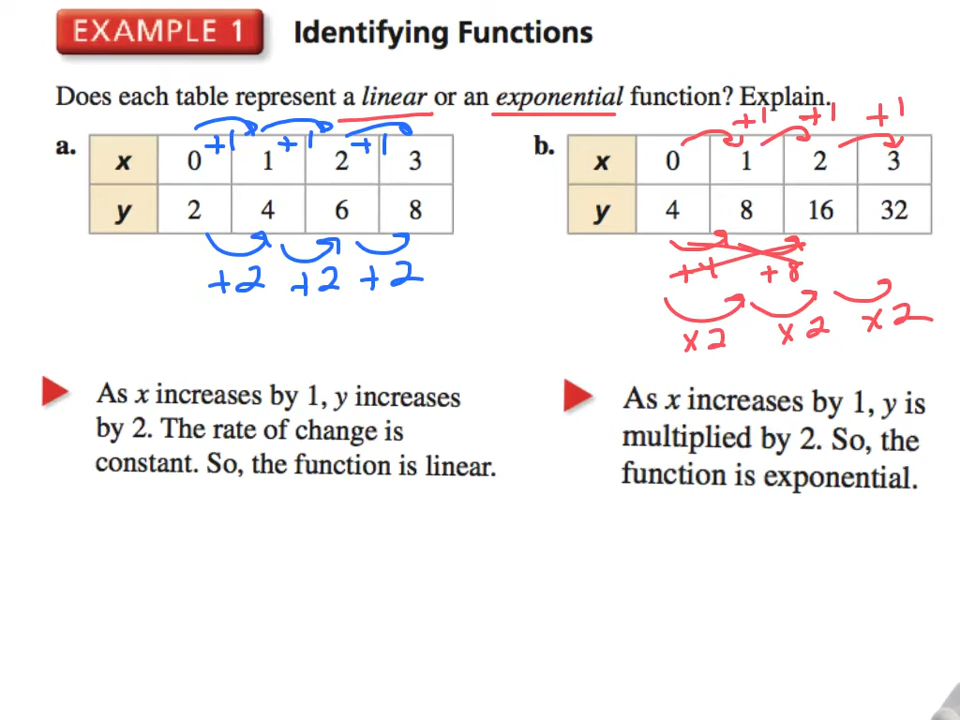 EXAMPLE 1 Identifying Functions
Does each table represent a linear or an exponential function? Explain.
+1 +1 +1
a. x 0 1 2 3
y 2 4 6 8
+2 +2 +2
+1 +1 +1
b. x 0 1 2 3
y 4 8 16 32
+4 +8
x2 x2 x2
As x increases by 1, y increases
by 2. The rate of change is
constant. So, the function is linear.
As x increases by 1, y is
multiplied by 2. So, the
function is exponential.